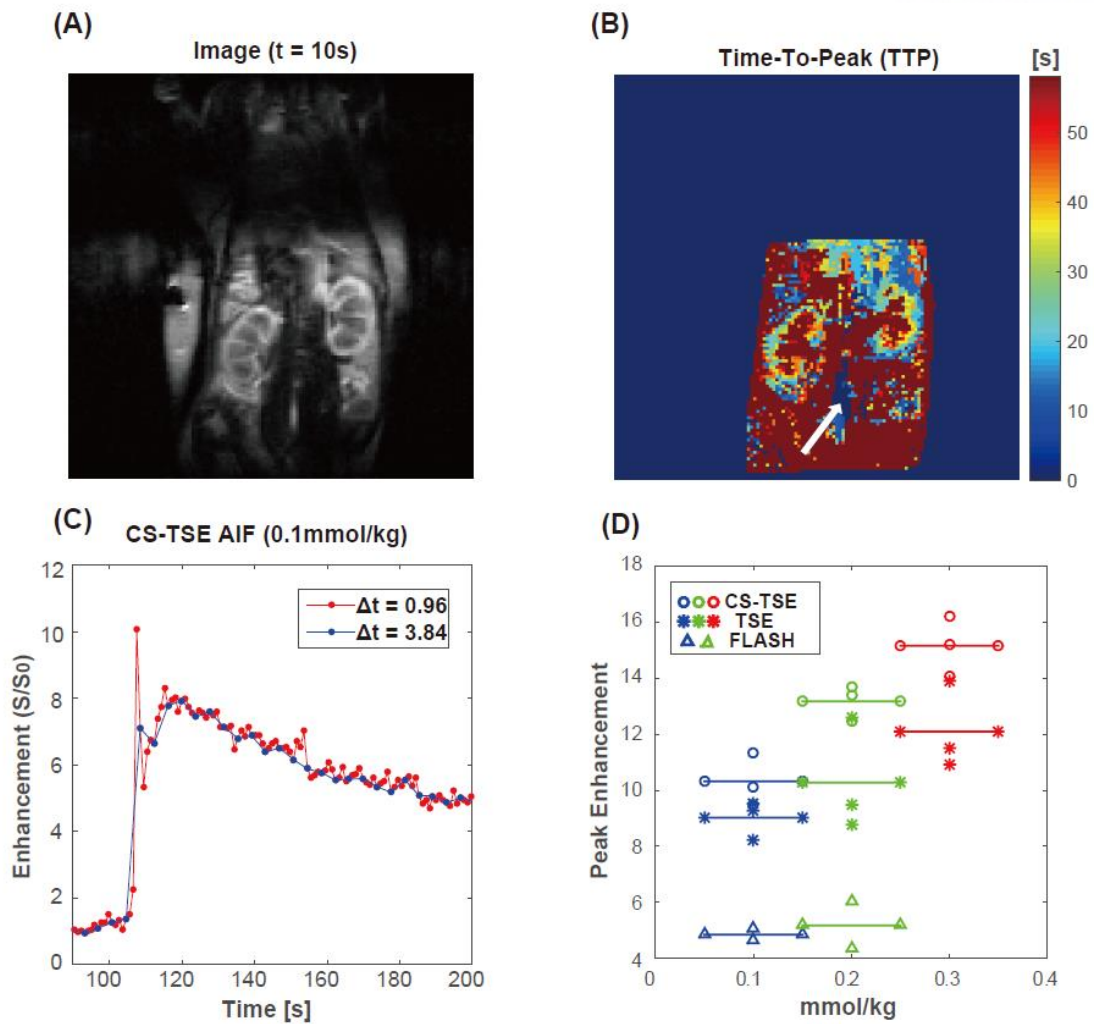 (A)
Image (t = 10s)
(B)
Time-To-Peak (TTP)
[s]
50
40
30
20
10
0
(C)
CS-TSE AIF (0.1mmol/kg)
Enhancement (S/S0)
12
10
8
6
4
2
0
Δt = 0.96
Δt = 3.84
100
120
140
160
180
200
Time [s]
(D)
Peak Enhancement
18
16
14
12
10
8
6
4
CS-TSE
TSE
FLASH
0
0.1
0.2
0.3
0.4
mmol/kg